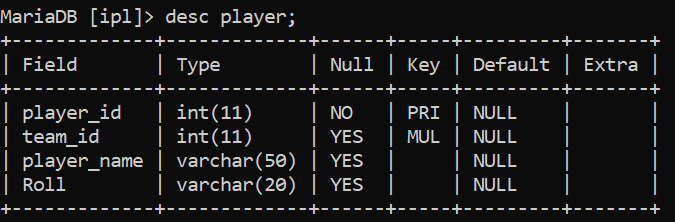 MariaDB [ipl]> desc player;
+-------------+-------------+------+-----+---------+-------+
| Field       | Type        | Null | Key | Default | Extra |
+-------------+-------------+------+-----+---------+-------+
| player_id   | int(11)     | NO   | PRI | NULL    |       |
| team_id     | int(11)     | YES  | MUL | NULL    |       |
| player_name | varchar(50) | YES  |     | NULL    |       |
| Roll        | varchar(20) | YES  |     | NULL    |       |
+-------------+-------------+------+-----+---------+-------+